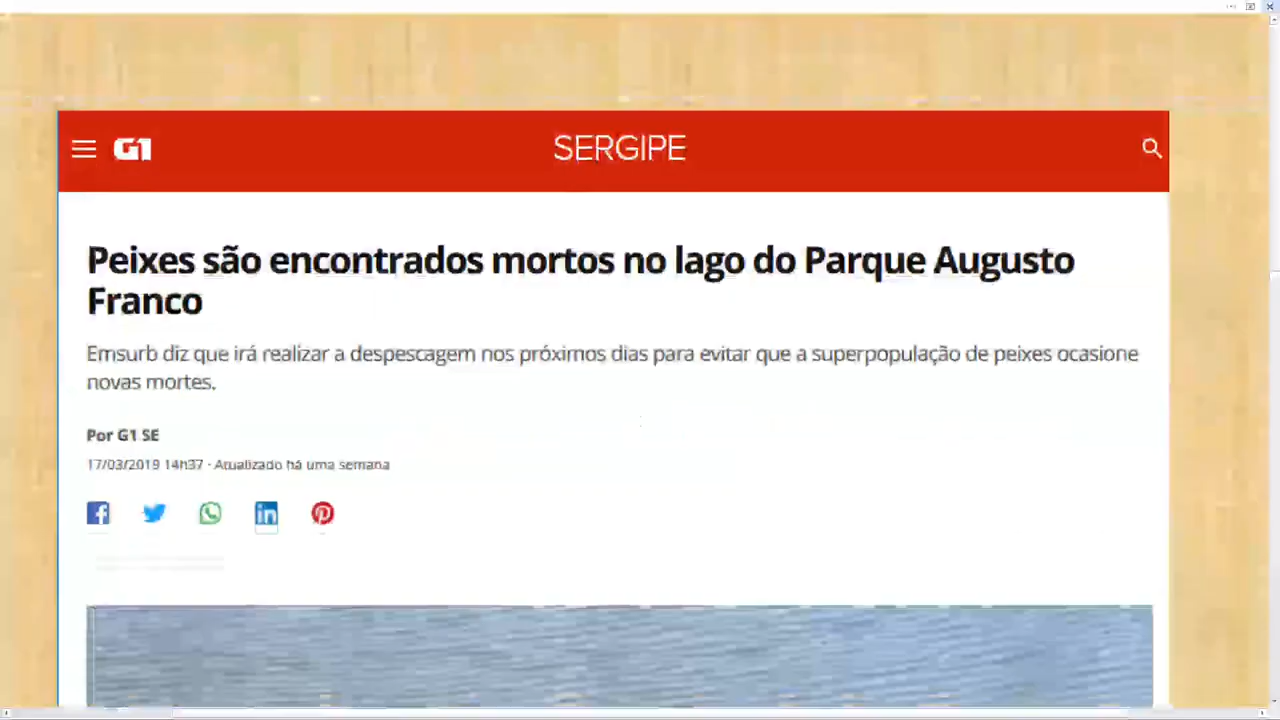 G1
SERGIPE
Peixes são encontrados mortos no lago do Parque Augusto
Franco
Emsurb diz que irá realizar a despescagem nos próximos dias para evitar que a superpopulação de peixes ocasione
novas mortes.
Por G1 SE
17/03/2019 14h37 · Atualizado há uma semana
f
in